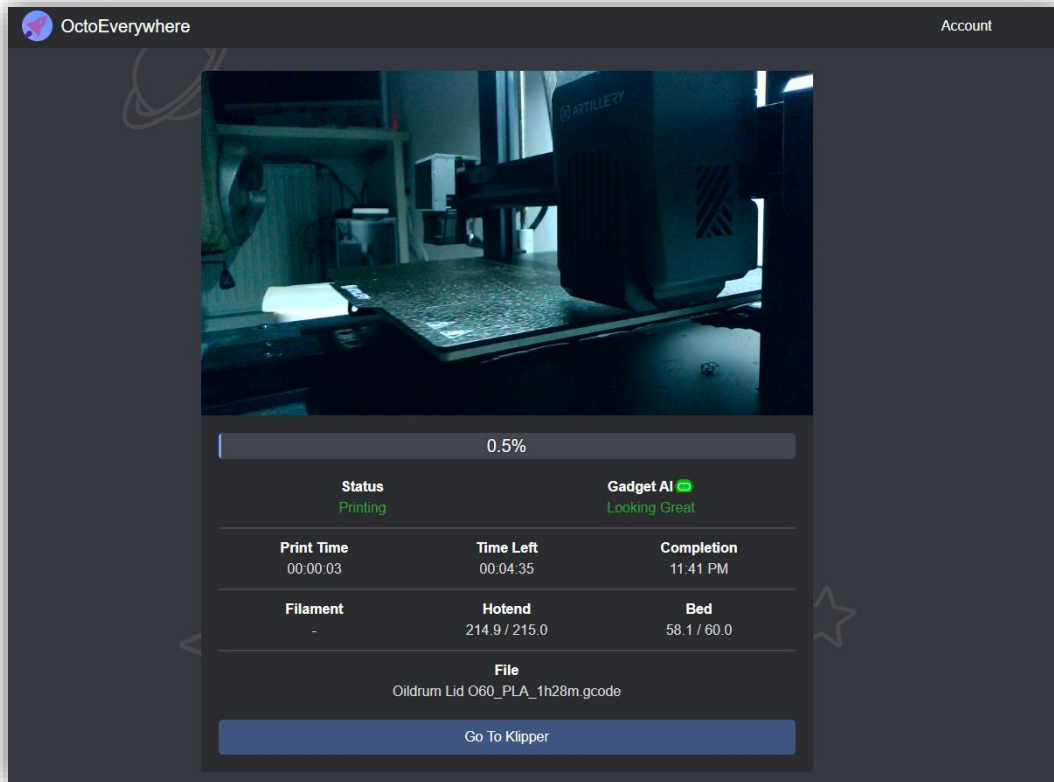 OctoEverywhere
Account
ARTILLERY
0.5%
Status
Gadget AI
Printing
Looking Great
Print Time
Time Left
Completion
00:00:03
00:04:35
11:41 PM
Filament
Hotend
Bed
-
214.9 / 215.0
58.1 / 60.0
File
Oildrum Lid O60_PLA_1h28m.gcode
Go To Klipper